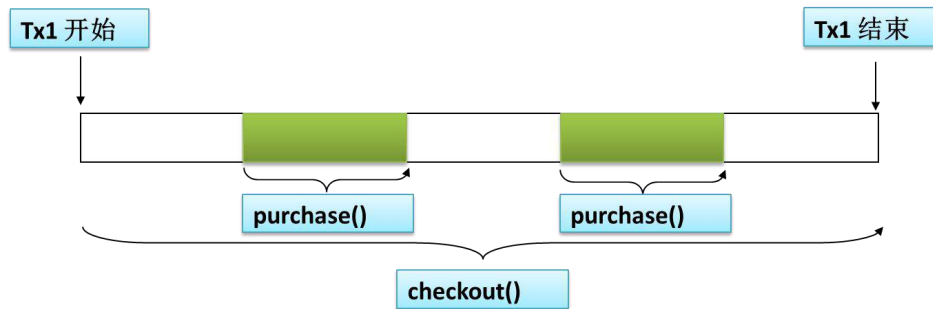 Tx1 开始
Tx1 结束
purchase()
purchase()
checkout()